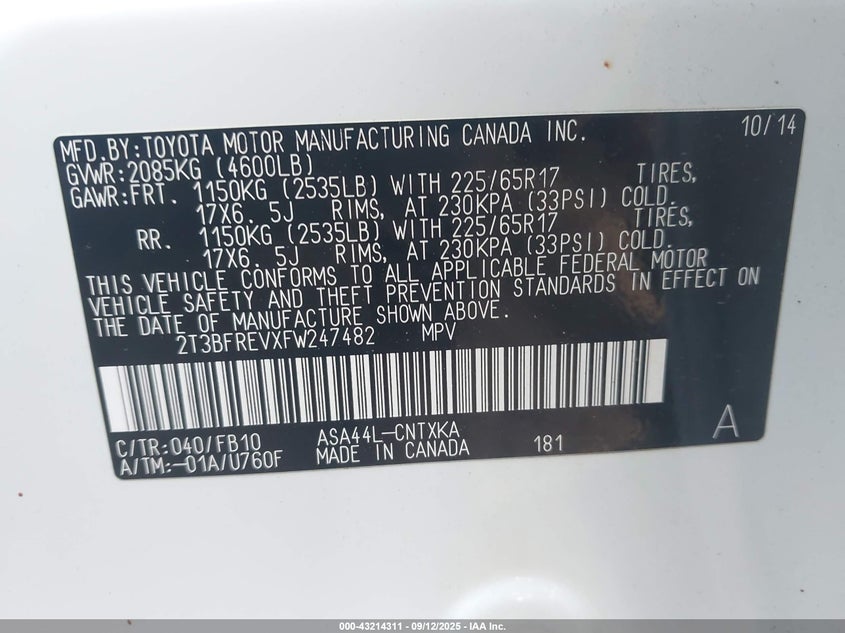 MFD.BY:TOYOTA MOTOR MANUFACTURING CANADA INC. 10/14
GVWR:2085KG (4600LB)
GAWR:FRT. 1150KG (2535LB) WITH 225/65R17 TIRES,
17X6. 5J RIMS, AT 230KPA (33PSI) COLD.
RR. 1150KG (2535LB) WITH 225/65R17 TIRES,
17X6. 5J RIMS, AT 230KPA (33PSI) COLD.
THIS VEHICLE CONFORMS TO ALL APPLICABLE FEDERAL MOTOR
VEHICLE SAFETY AND THEFT PREVENTION STANDARDS IN EFFECT ON
THE DATE OF MANUFACTURE SHOWN ABOVE.
2T3BFREVXFW247482 MPV
C/TR:040/FB10 ASA44L-CNTXKA A
A/TM:-01A/U760F MADE IN CANADA 181
000-43214311 - 09/12/2025 - IAA Inc.